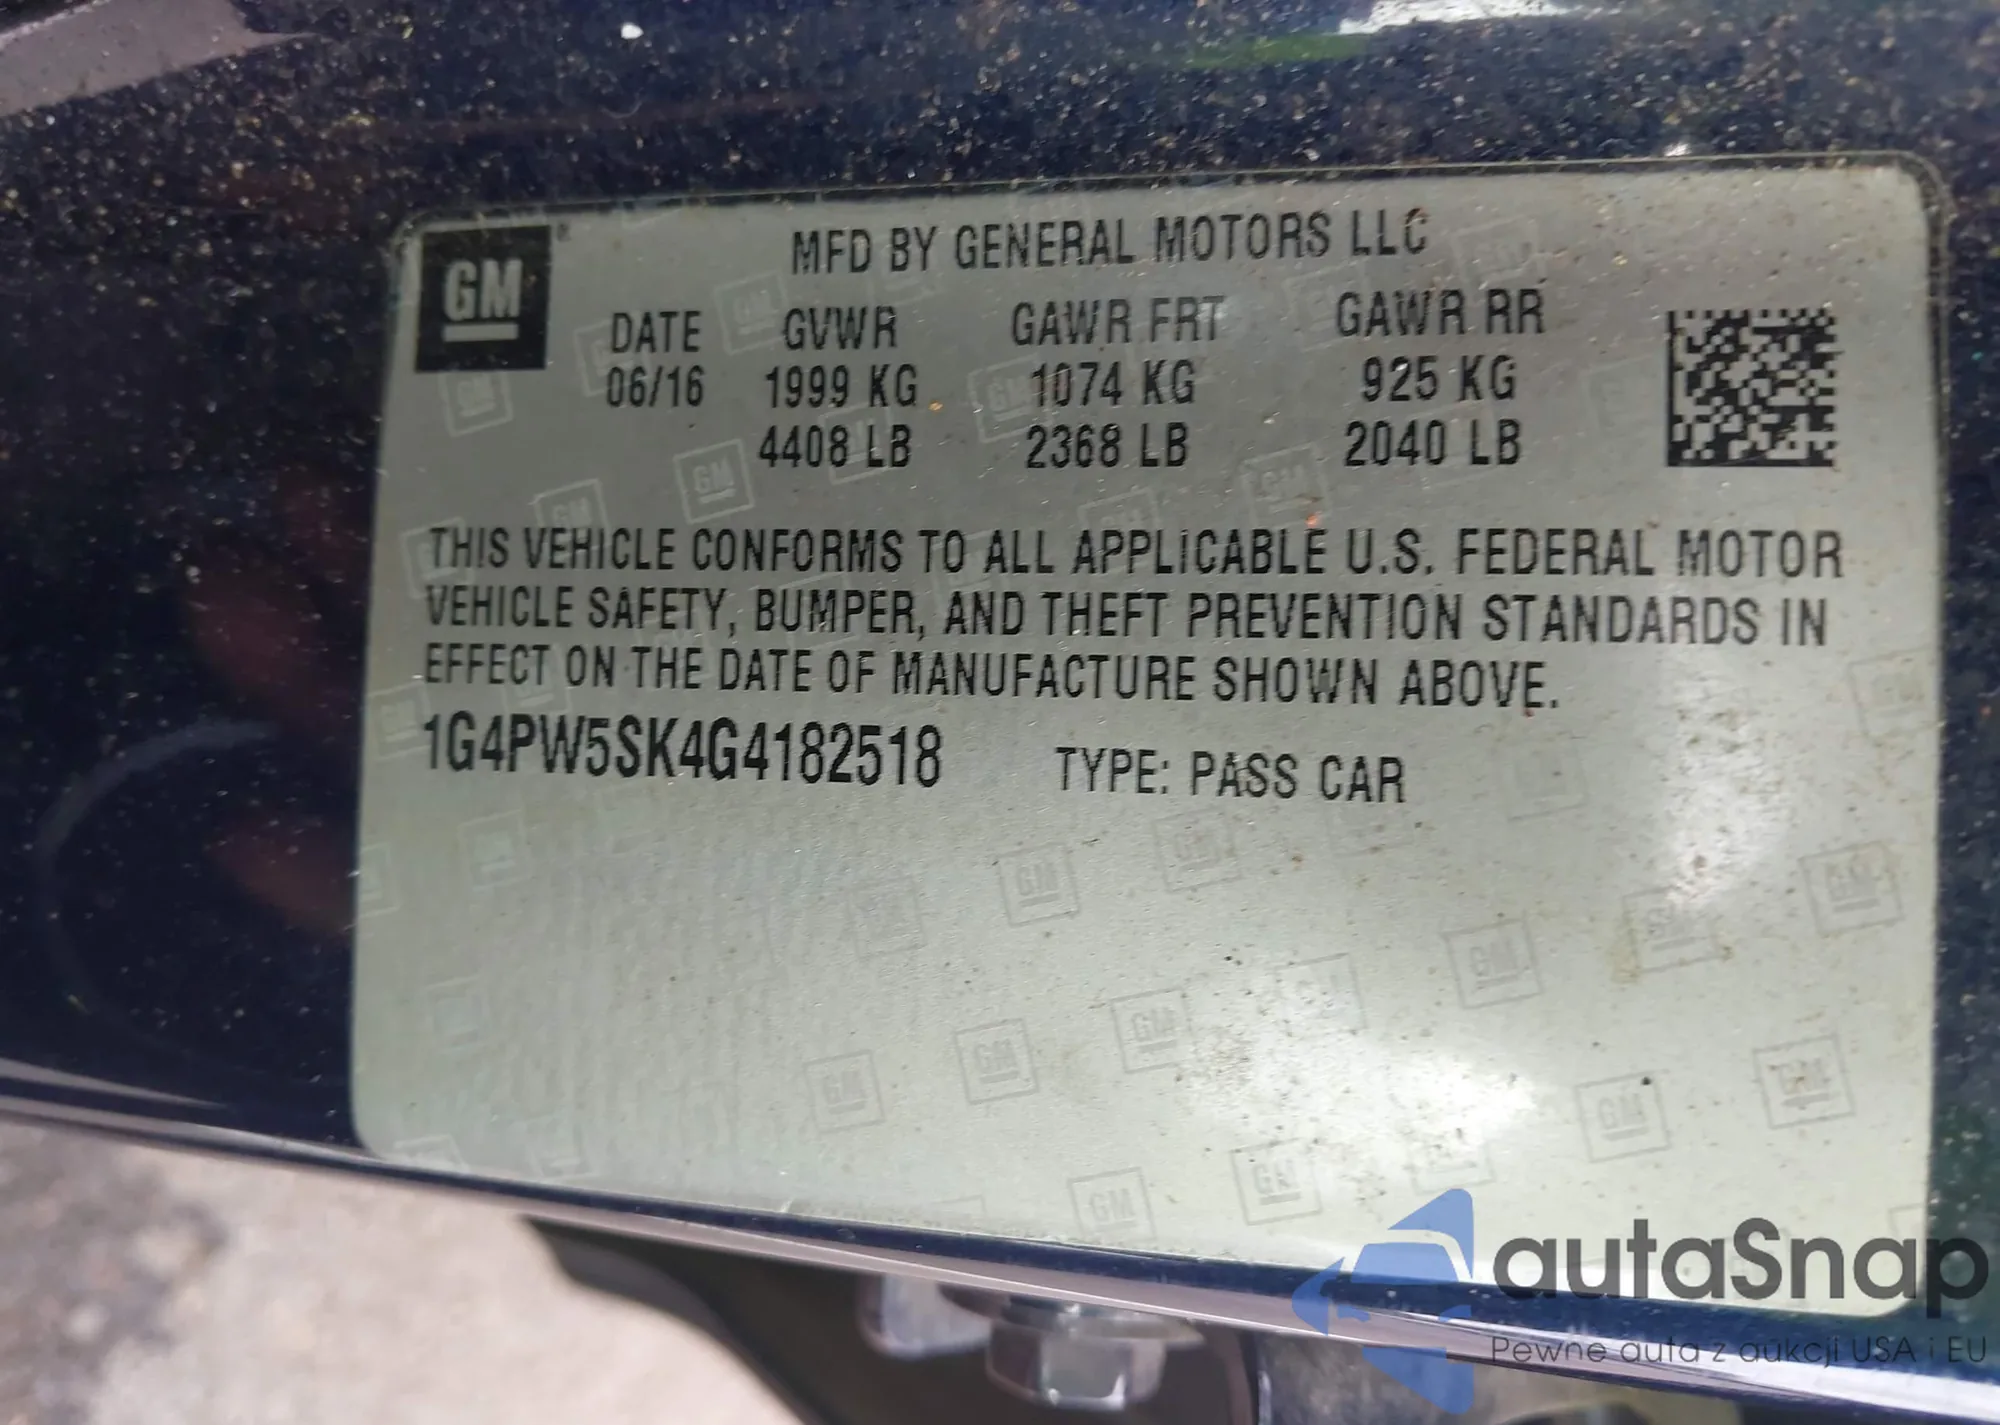 GM®
MFD BY GENERAL MOTORS LLC
DATE GVWR GAWR FRT GAWR RR
06/16 1999 KG 1074 KG 925 KG
4408 LB 2368 LB 2040 LB
THIS VEHICLE CONFORMS TO ALL APPLICABLE U.S. FEDERAL MOTOR
VEHICLE SAFETY, BUMPER, AND THEFT PREVENTION STANDARDS IN
EFFECT ON THE DATE OF MANUFACTURE SHOWN ABOVE.
1G4PW5SK4G4182518 TYPE: PASS CAR
autaSnap
Pewne auta z aukcji USA i EU